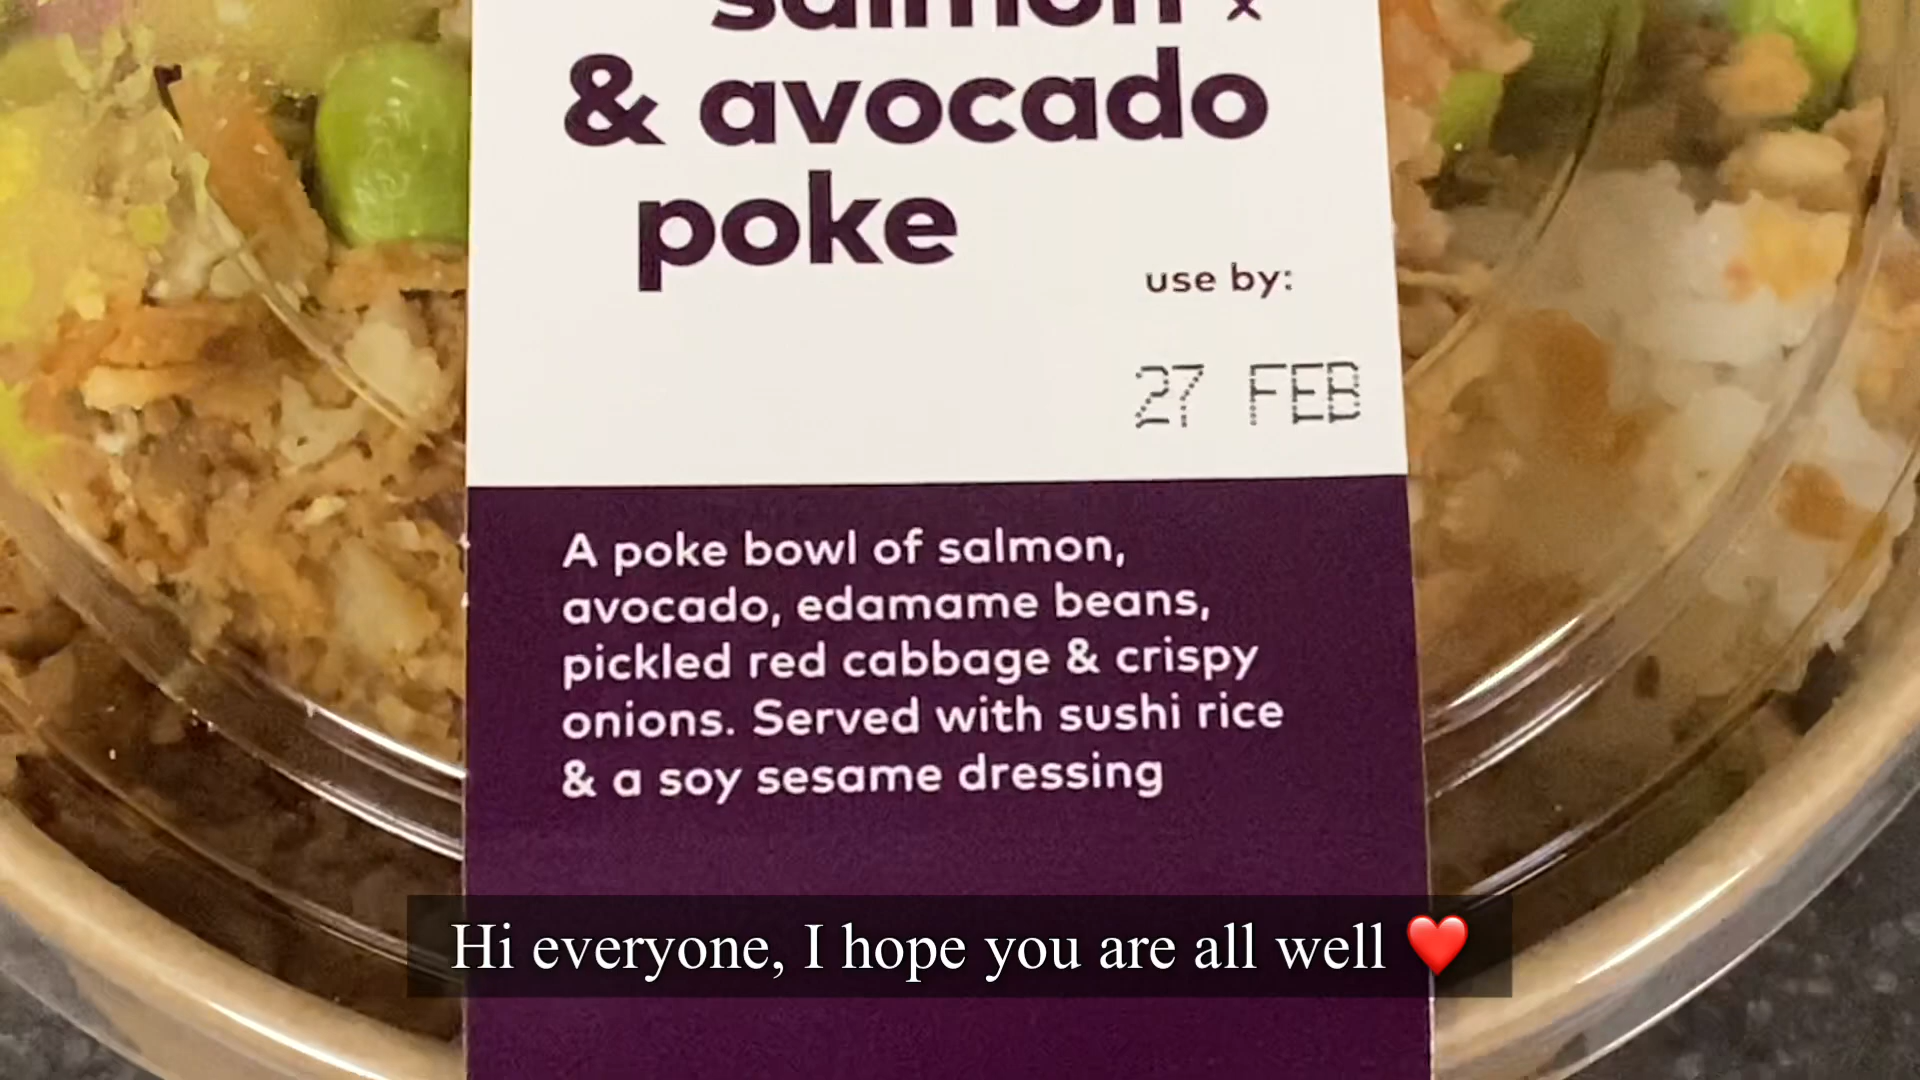 salmon
& avocado
poke
use by:
27 FEB
A poke bowl of salmon,
avocado, edamame beans,
pickled red cabbage & crispy
onions. Served with sushi rice
& a soy sesame dressing
Hi everyone, I hope you are all well ❤️